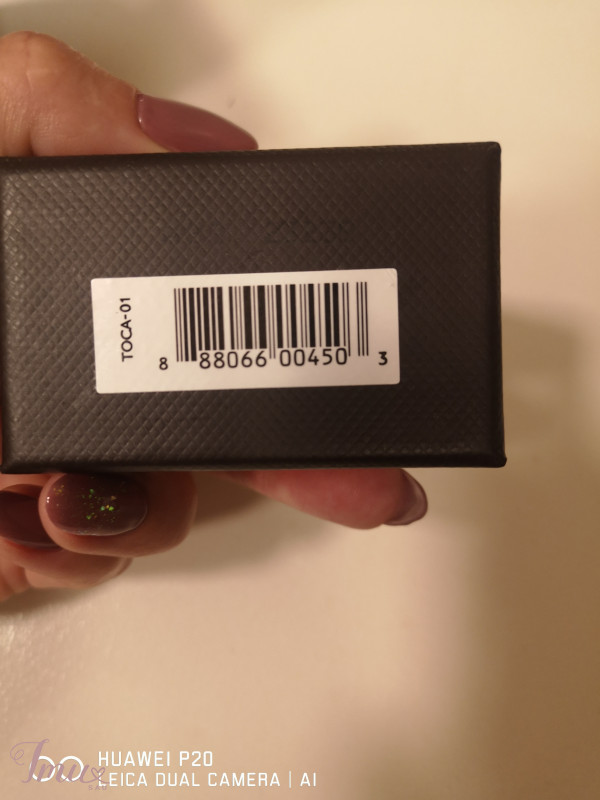 TOCA-01
8 88066 00450 3
HUAWEI P20
LEICA DUAL CAMERA | AI